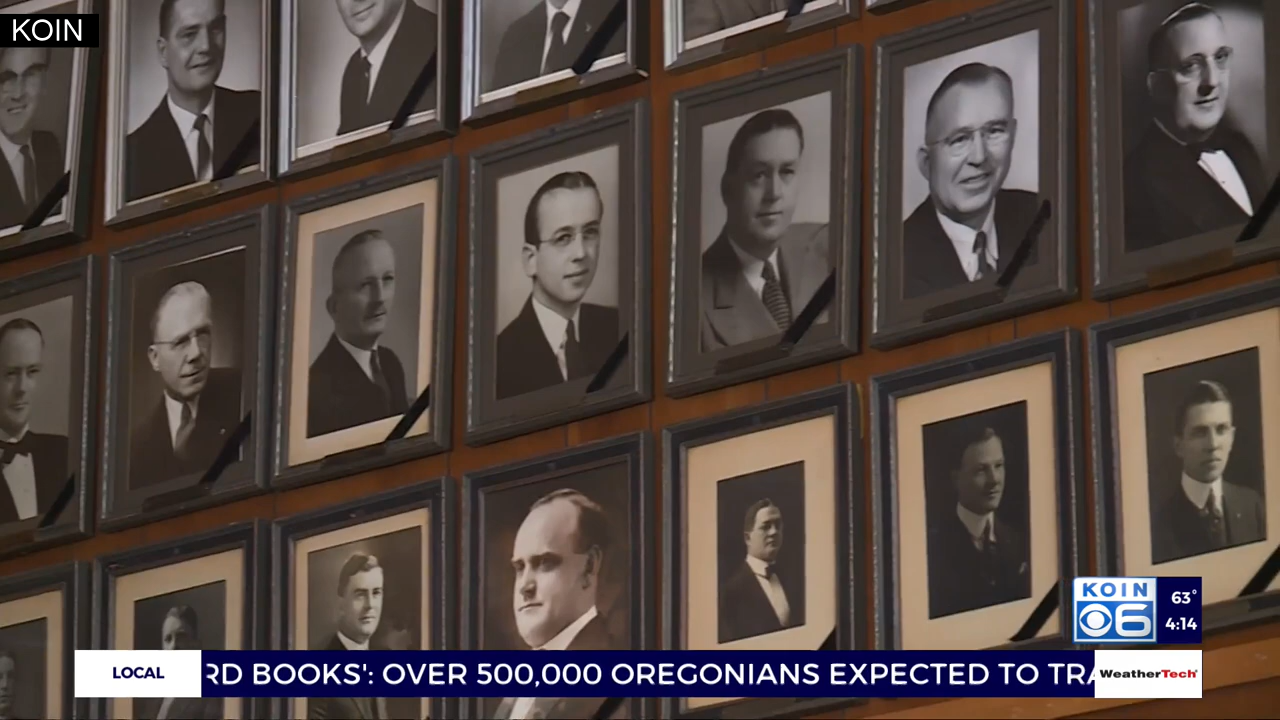 KOIN
KOIN
6
63°
4:14
LOCAL
RD BOOKS': OVER 500,000 OREGONIANS EXPECTED TO TRA
WeatherTech